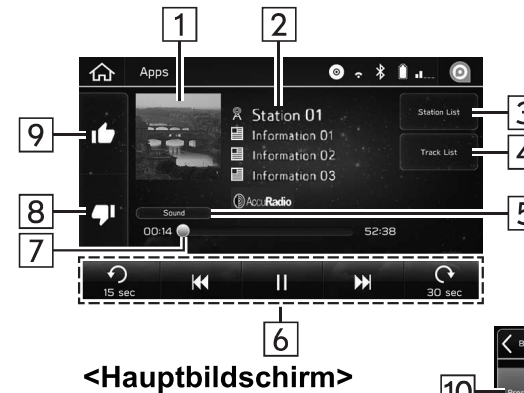 1 2
Apps
9
Station 01
Information 01
Information 02
Information 03
AccuRadio
Station List
3
Track List
4
8
Sound
5
7
00:14 52:38
15 sec 30 sec
6
<Hauptbildschirm>
10